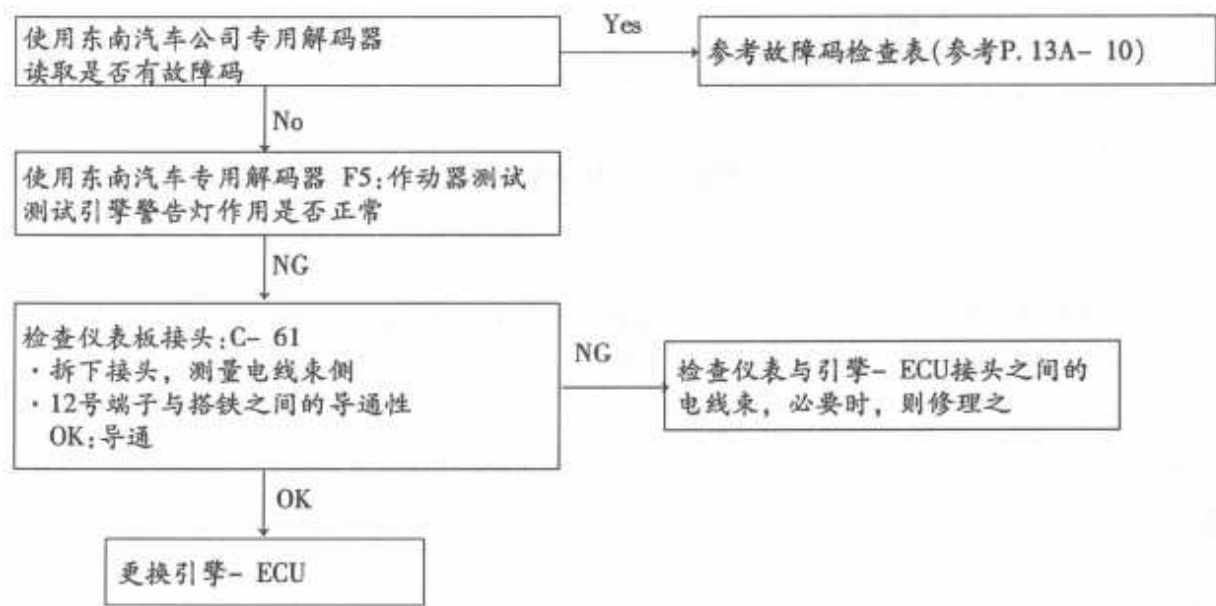 使用东南汽车公司专用解码器
读取是否有故障码
Yes
参考故障码检查表(参考P.13A-10)
No
使用东南汽车专用解码器 F5:作动器测试
测试引擎警告灯作用是否正常
NG
检查仪表板接头:C-61
·拆下接头，测量电线束侧
·12号端子与搭铁之间的导通性
OK:导通
NG
检查仪表与引擎-ECU接头之间的
电线束，必要时，则修理之
OK
更换引擎-ECU